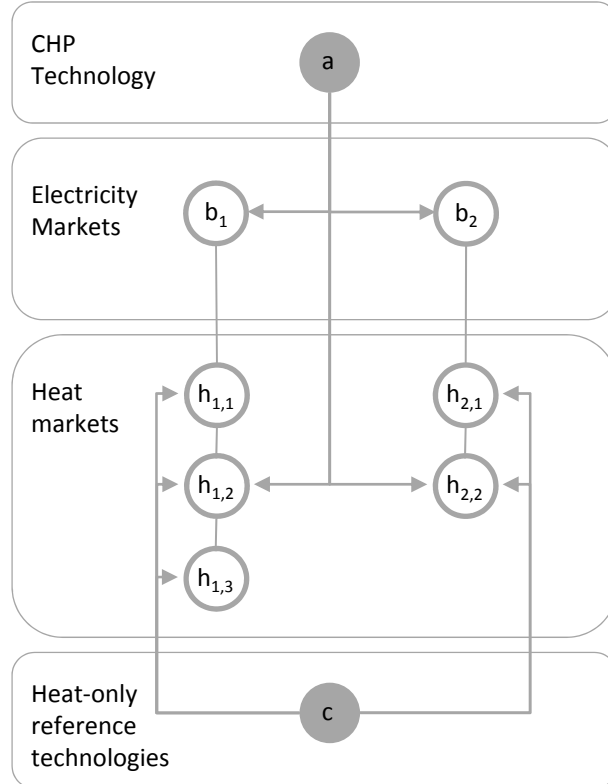 CHP
Technology
a
Electricity
Markets
b₁
b₂
Heat
markets
h₁,₁
h₂,₁
h₁,₂
h₂,₂
h₁,₃
Heat-only
reference
technologies
c